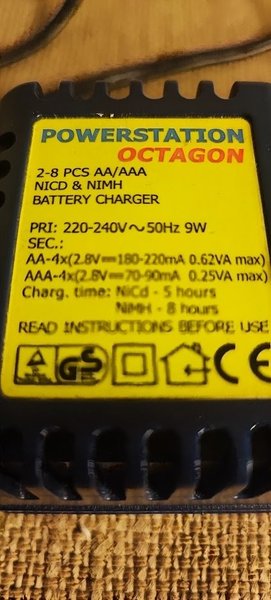 POWERSTATION
OCTAGON
2-8 PCS AA/AAA
NICD & NIMH
BATTERY CHARGER
PRI: 220-240V~50Hz 9W
SEC.:
AA-4x(2.8V⎓180-220mA 0.62VA max)
AAA-4x(2.8V⎓70-90mA 0.25VA max)
Charg. time: NiCd - 5 hours
NiMH - 8 hours
READ INSTRUCTIONS BEFORE USE
GS CE